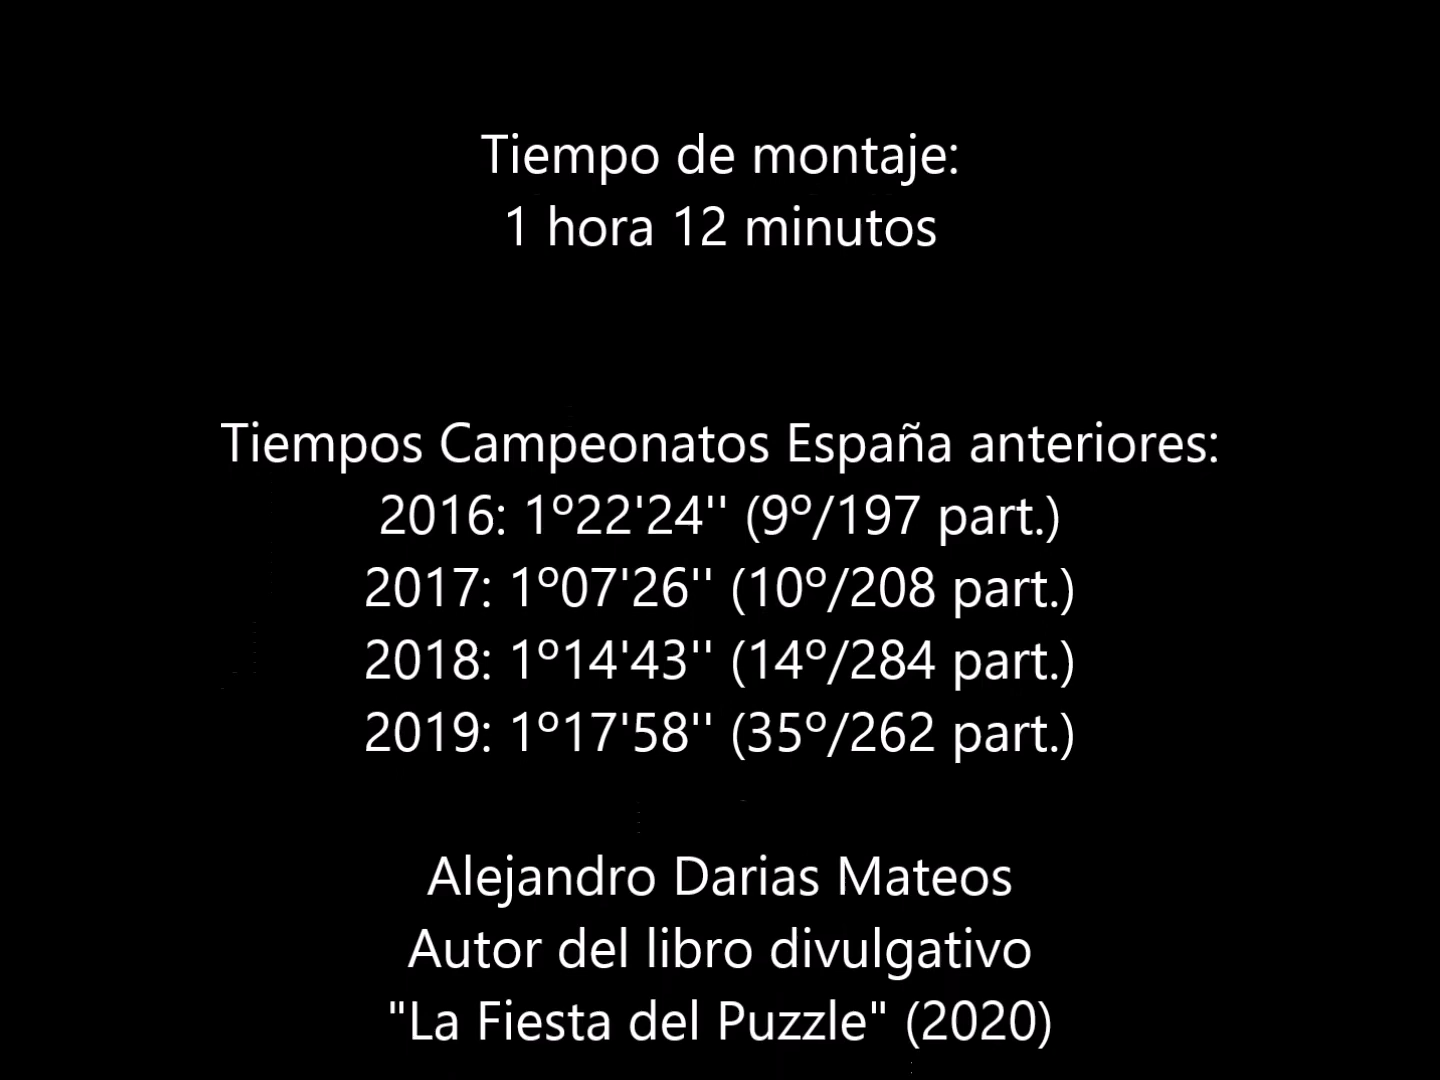 Tiempo de montaje:
1 hora 12 minutos
Tiempos Campeonatos España anteriores:
2016: 1º22'24'' (9º/197 part.)
2017: 1º07'26'' (10º/208 part.)
2018: 1º14'43'' (14º/284 part.)
2019: 1º17'58'' (35º/262 part.)
Alejandro Darias Mateos
Autor del libro divulgativo
"La Fiesta del Puzzle" (2020)